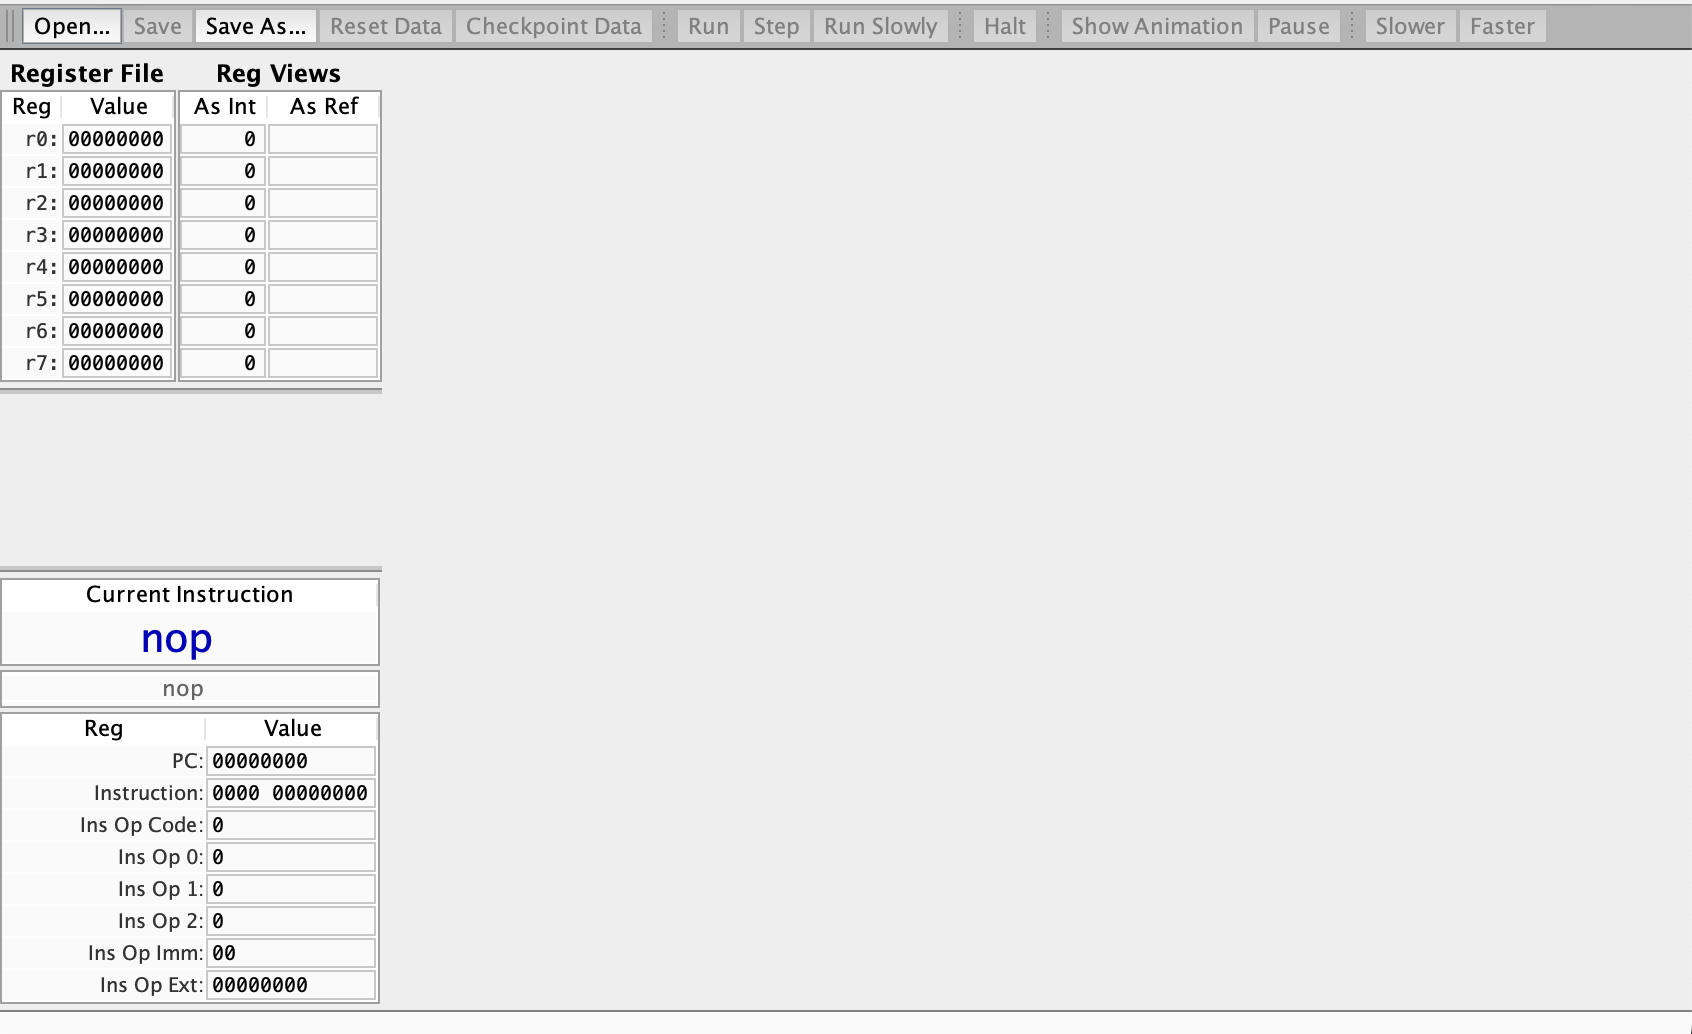 Open... Save Save As... Reset Data Checkpoint Data Run Step Run Slowly Halt Show Animation Pause Slower Faster
Register File Reg Views
Reg Value As Int As Ref
r0: 00000000 0
r1: 00000000 0
r2: 00000000 0
r3: 00000000 0
r4: 00000000 0
r5: 00000000 0
r6: 00000000 0
r7: 00000000 0
Current Instruction
nop
nop
Reg Value
PC: 00000000
Instruction: 0000 00000000
Ins Op Code: 0
Ins Op 0: 0
Ins Op 1: 0
Ins Op 2: 0
Ins Op Imm: 00
Ins Op Ext: 00000000